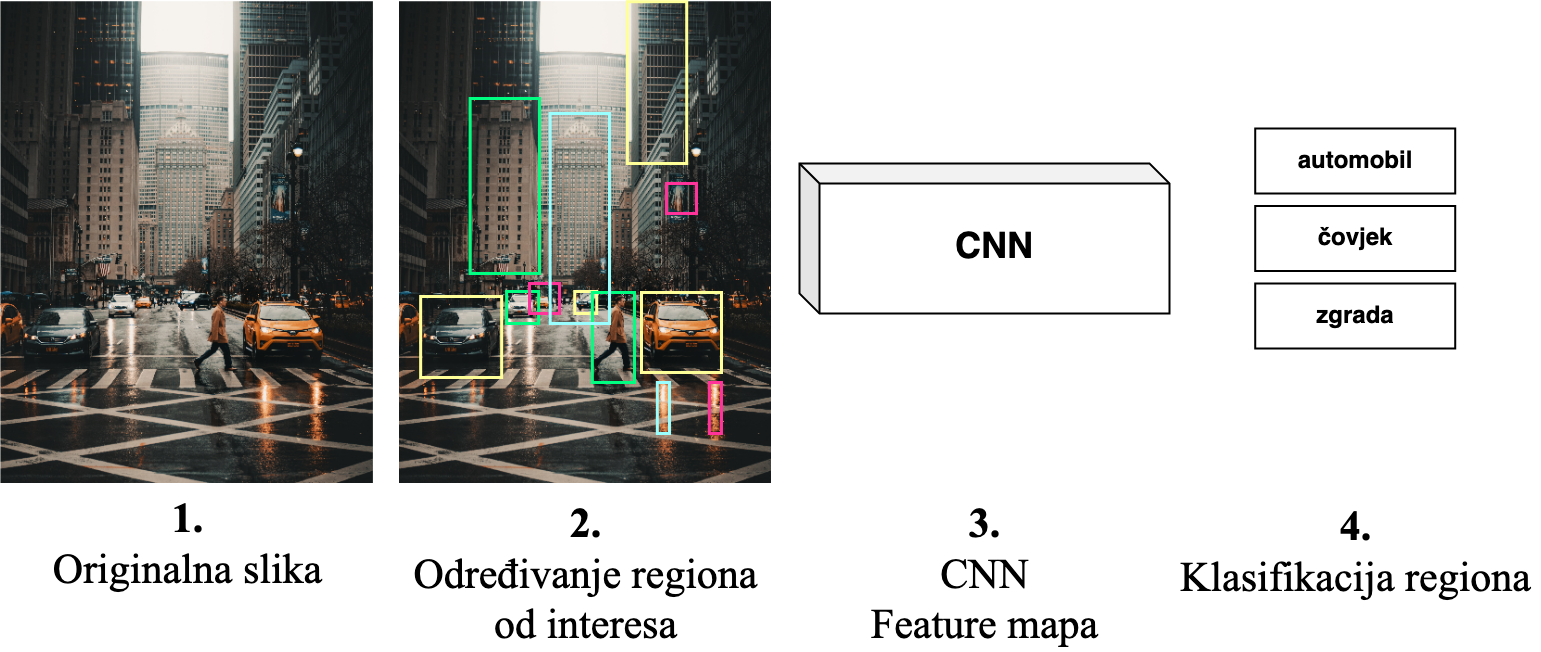 CNN
automobil
čovjek
zgrada
1.
Originalna slika
2.
Određivanje regiona
od interesa
3.
CNN
Feature mapa
4.
Klasifikacija regiona